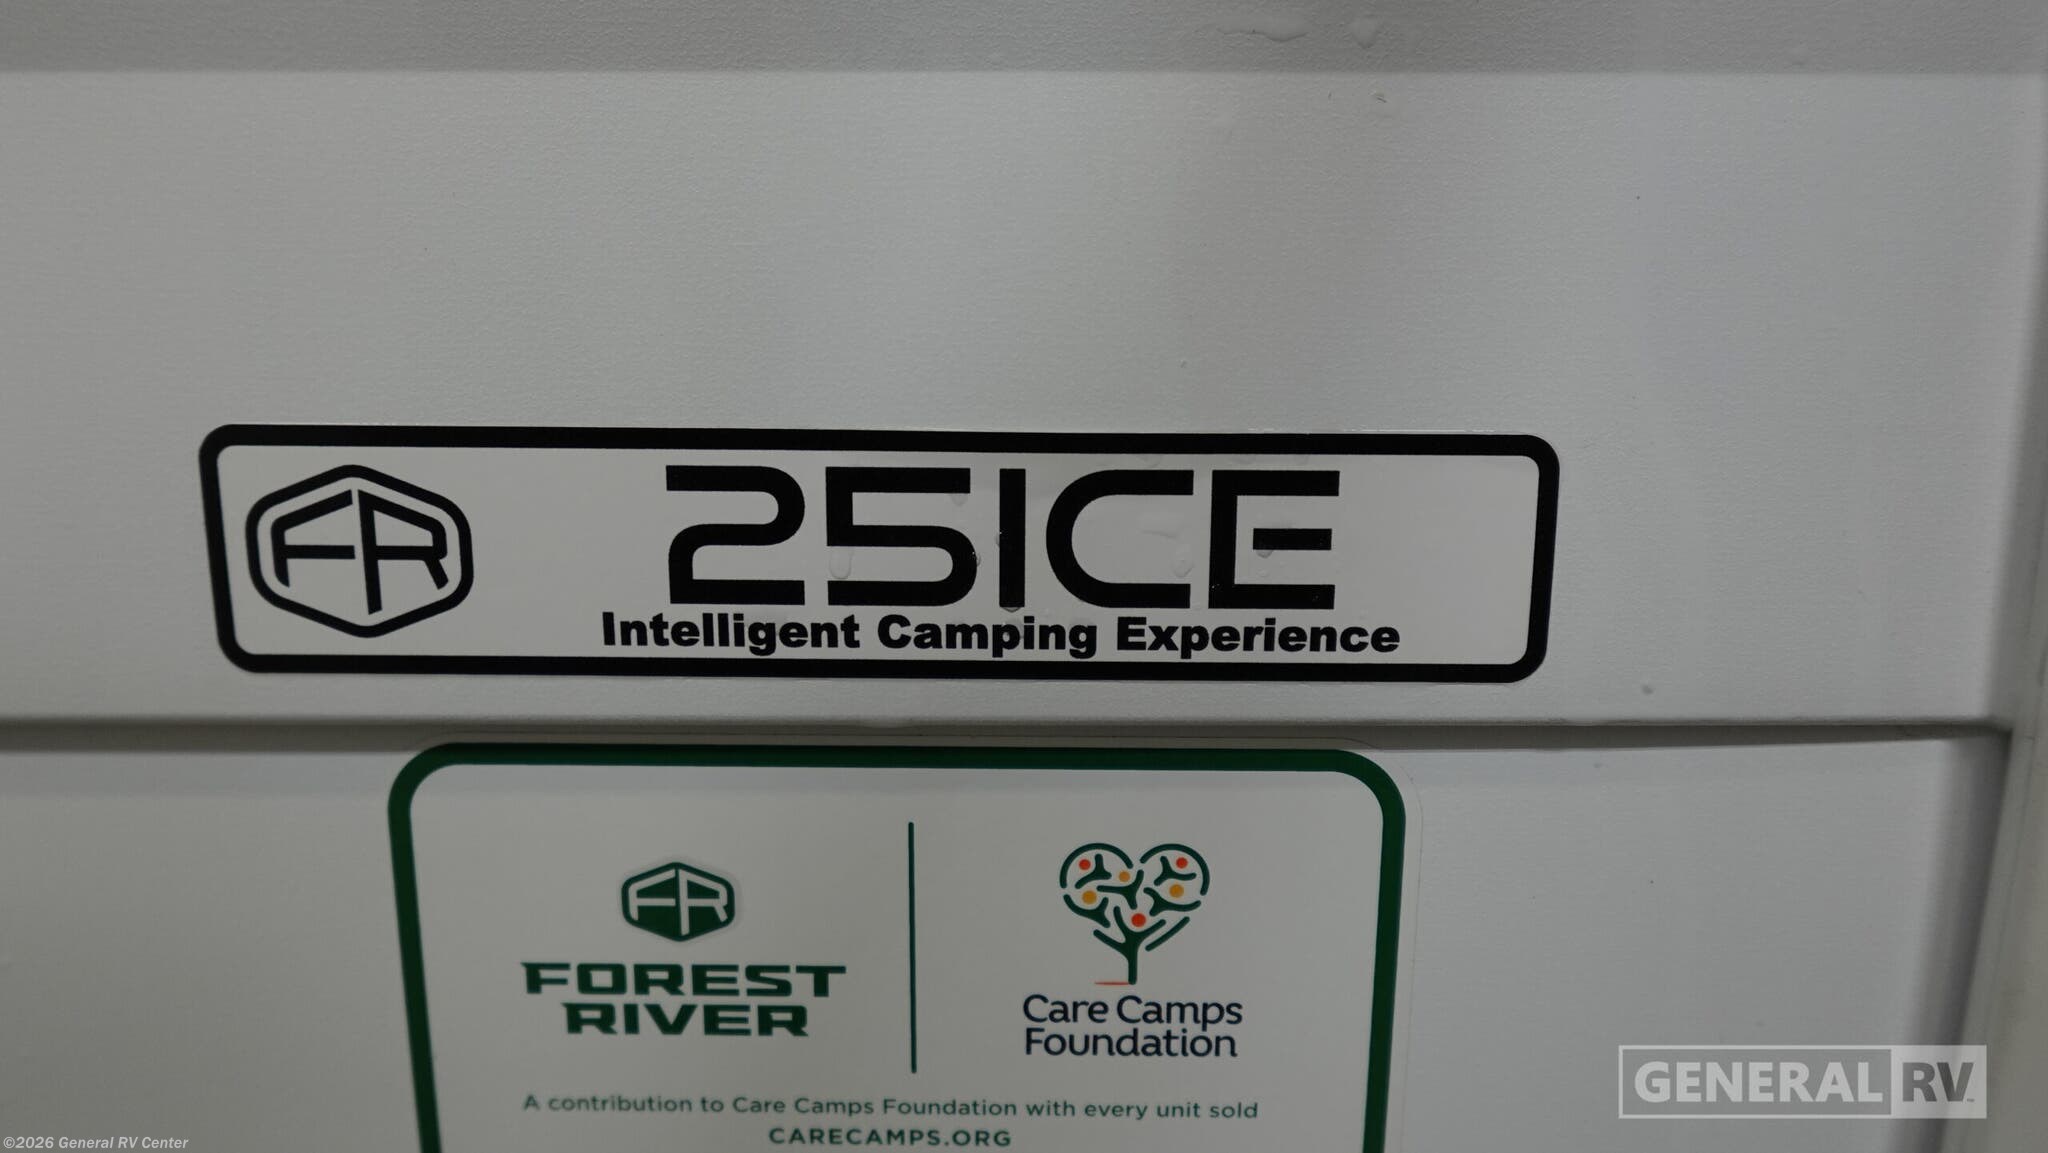 FR
25ICE
Intelligent Camping Experience
FR
FOREST
RIVER
Care Camps
Foundation
A contribution to Care Camps Foundation with every unit sold
CARECAMPS.ORG
GENERAL RV
©2026 General RV Center